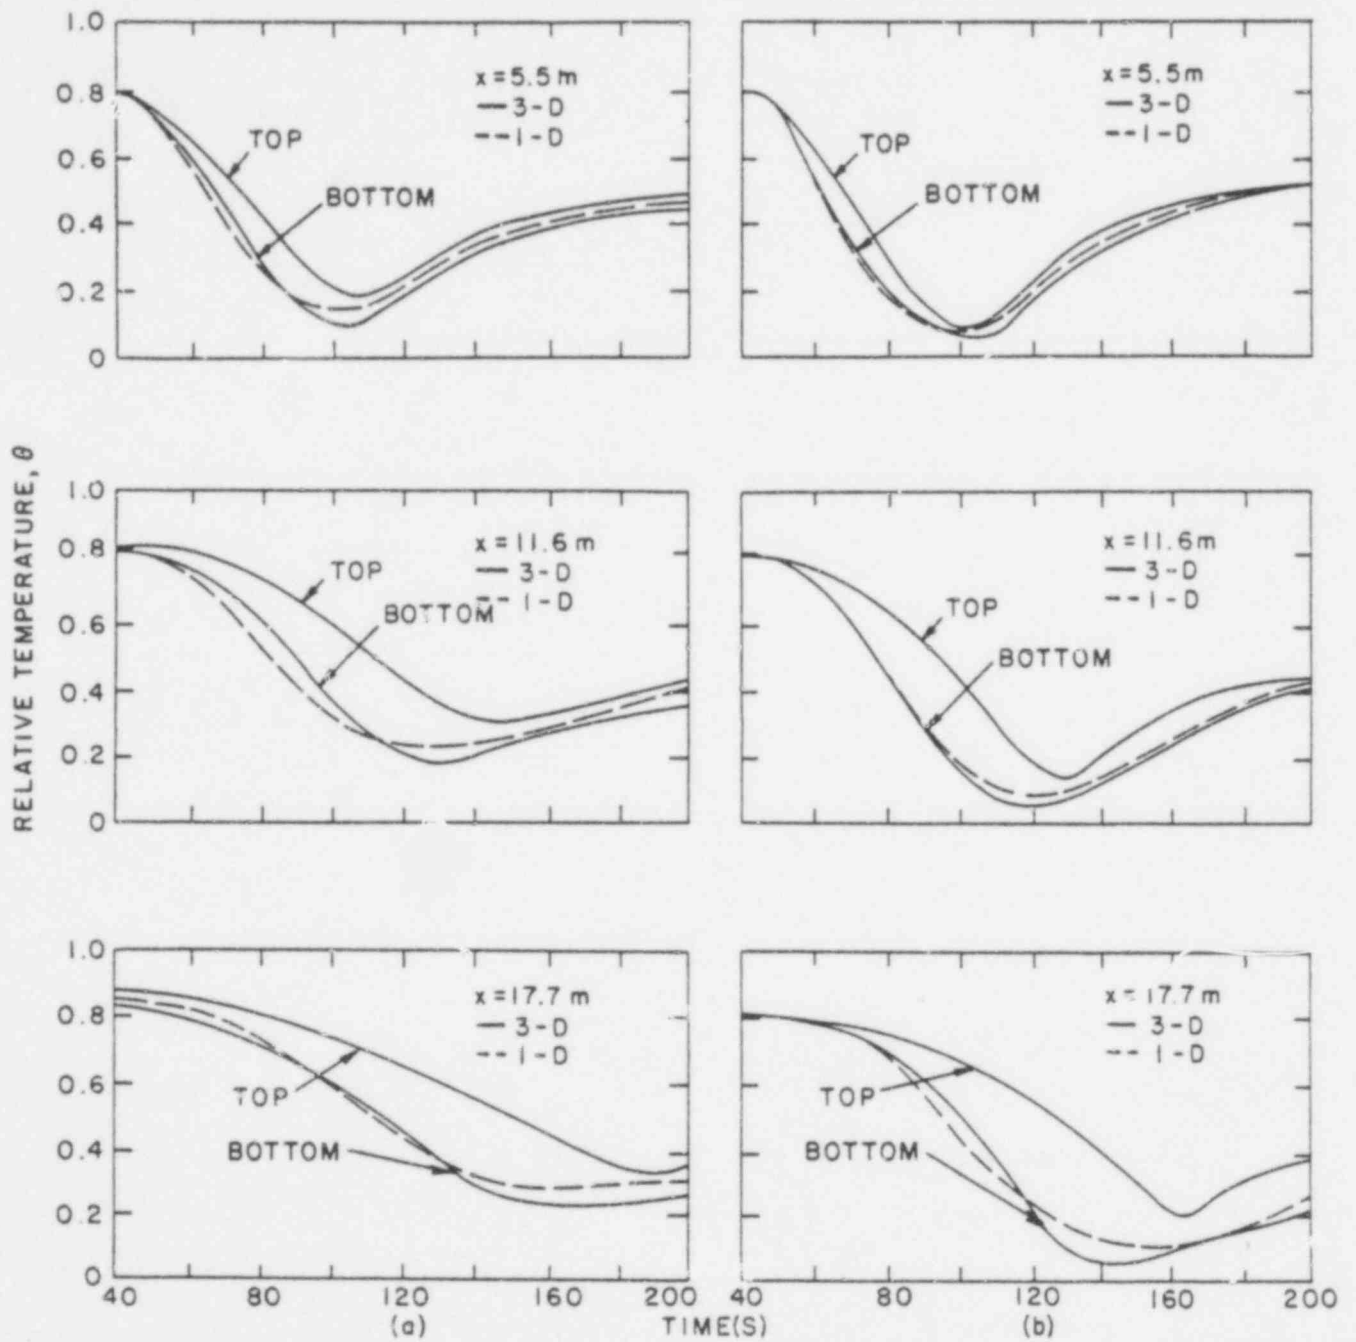 1.0
0.8
0.6
0.4
0.2
0
x = 5.5 m
3-D
1-D
TOP
BOTTOM
x = 5.5 m
3-D
1-D
TOP
BOTTOM
RELATIVE TEMPERATURE, θ
1.0
0.8
0.6
0.4
0.2
0
x = 11.6 m
3-D
1-D
TOP
BOTTOM
x = 11.6 m
3-D
1-D
TOP
BOTTOM
1.0
0.8
0.6
0.4
0.2
0
x = 17.7 m
3-D
1-D
TOP
BOTTOM
x = 17.7 m
3-D
1-D
TOP
BOTTOM
40 80 120 160 200
40 80 120 160 200
(a) TIME(S) (b)